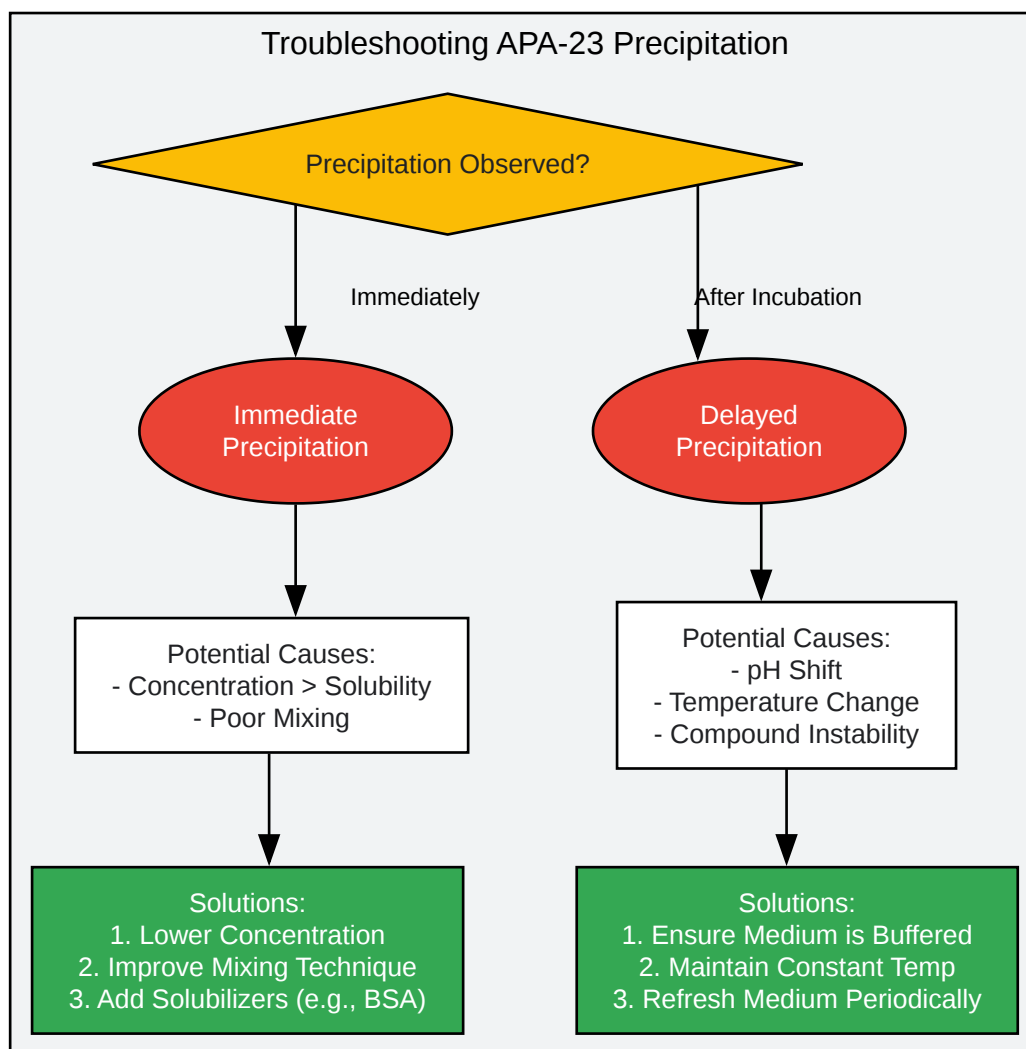 Troubleshooting APA-23 Precipitation
Precipitation Observed?
Immediately
After Incubation
Immediate
Precipitation
Delayed
Precipitation
Potential Causes:
- Concentration > Solubility
- Poor Mixing
Potential Causes:
- pH Shift
- Temperature Change
- Compound Instability
Solutions:
1. Lower Concentration
2. Improve Mixing Technique
3. Add Solubilizers (e.g., BSA)
Solutions:
1. Ensure Medium is Buffered
2. Maintain Constant Temp
3. Refresh Medium Periodically